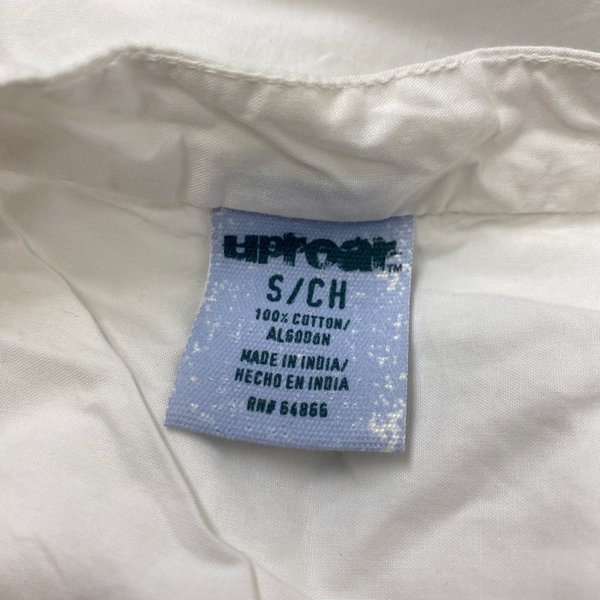 uproar™
S/CH
100% COTTON/
ALGODÓN
MADE IN INDIA/
HECHO EN INDIA
RN# 64866